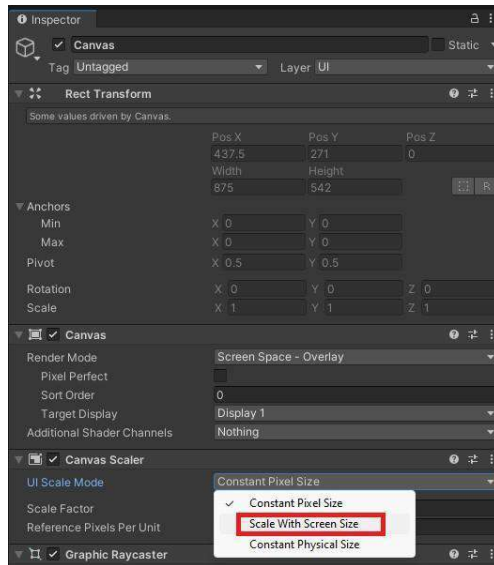 Inspector
Canvas Static
Tag Untagged Layer UI
Rect Transform
Some values driven by Canvas.
Pos X Pos Y Pos Z
437.5 271 0
Width Height
875 542 R
Anchors
Min X 0 Y 0
Max X 0 Y 0
Pivot X 0.5 Y 0.5
Rotation X 0 Y 0 Z 0
Scale X 1 Y 1 Z 1
Canvas
Render Mode Screen Space - Overlay
Pixel Perfect
Sort Order 0
Target Display Display 1
Additional Shader Channels Nothing
Canvas Scaler
UI Scale Mode Constant Pixel Size
Constant Pixel Size
Scale Factor
Scale With Screen Size
Reference Pixels Per Unit
Constant Physical Size
Graphic Raycaster